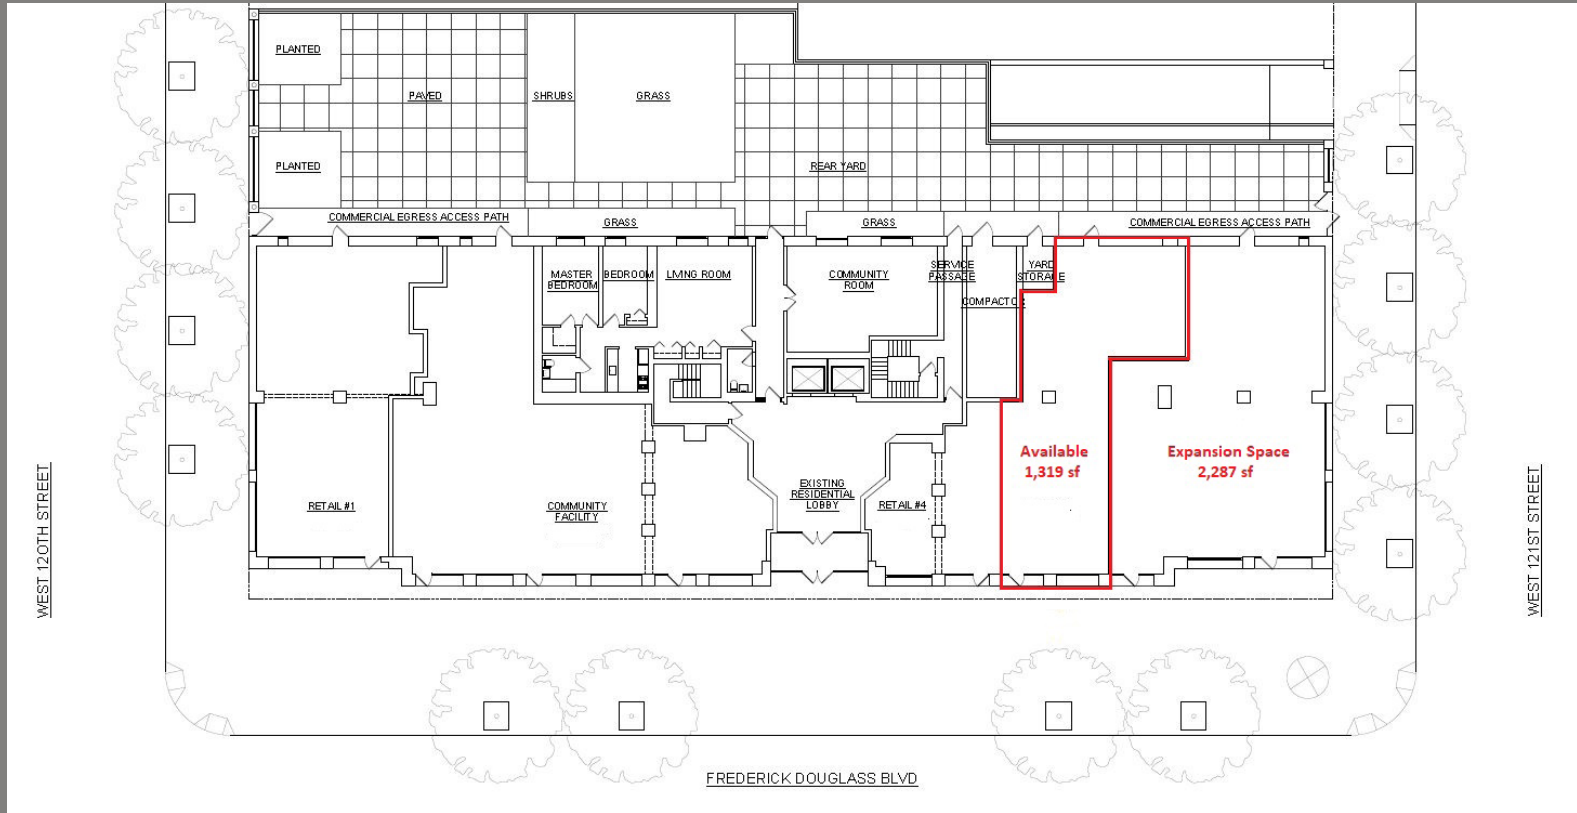 PLANTED
PAVED
SHRUBS
GRASS
PLANTED
REAR YARD
COMMERCIAL EGRESS ACCESS PATH
GRASS
GRASS
COMMERCIAL EGRESS ACCESS PATH
MASTER
BEDROOM
BEDROOM
LIVING ROOM
COMMUNITY
ROOM
SERVICE
PASSAGE
YARD
STORAGE
COMPACTO
Available
1,319 sf
Expansion Space
2,287 sf
RETAIL #1
COMMUNITY
FACILITY
EXISTING
RESIDENTIAL
LOBBY
RETAIL #4
WEST 120TH STREET
WEST 121ST STREET
FREDERICK DOUGLASS BLVD